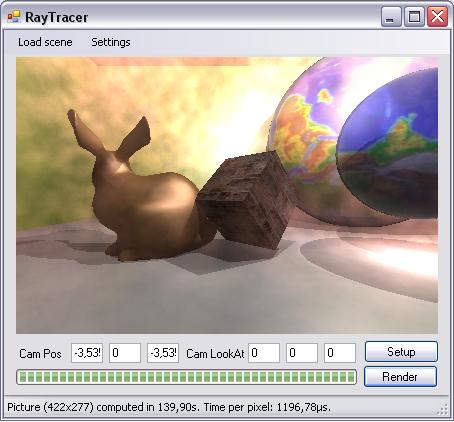 RayTracer
Load scene Settings
Cam Pos -3,53! 0 -3,53! Cam LookAt 0 0 0 Setup
Render
Picture (422x277) computed in 139,90s. Time per pixel: 1196,78µs.